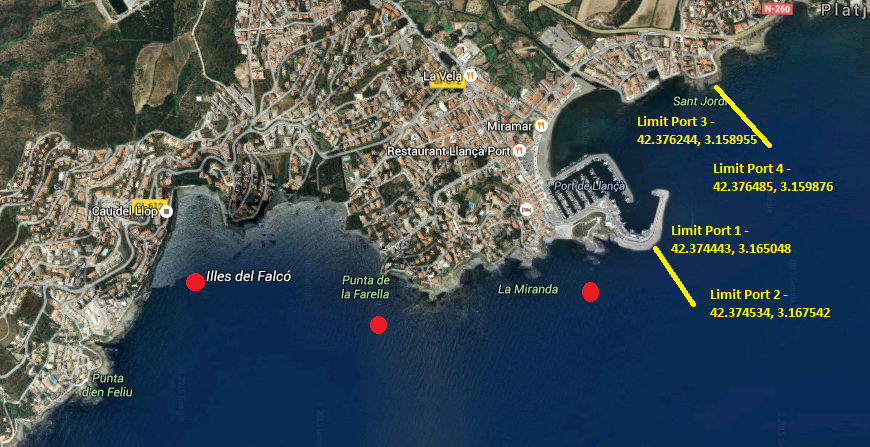 N-260
Platj
La Vela
Sant Jordi
Limit Port 3 -
42.376244, 3.158955
Miramar
Restaurant Llançà Port
Limit Port 4 -
42.376485, 3.159876
Port de Llançà
Cau del Llop
Limit Port 1 -
42.374443, 3.165048
Illes del Falcó
Punta de
la Farella
La Miranda
Limit Port 2 -
42.374534, 3.167542
Punta
d'en Feliu